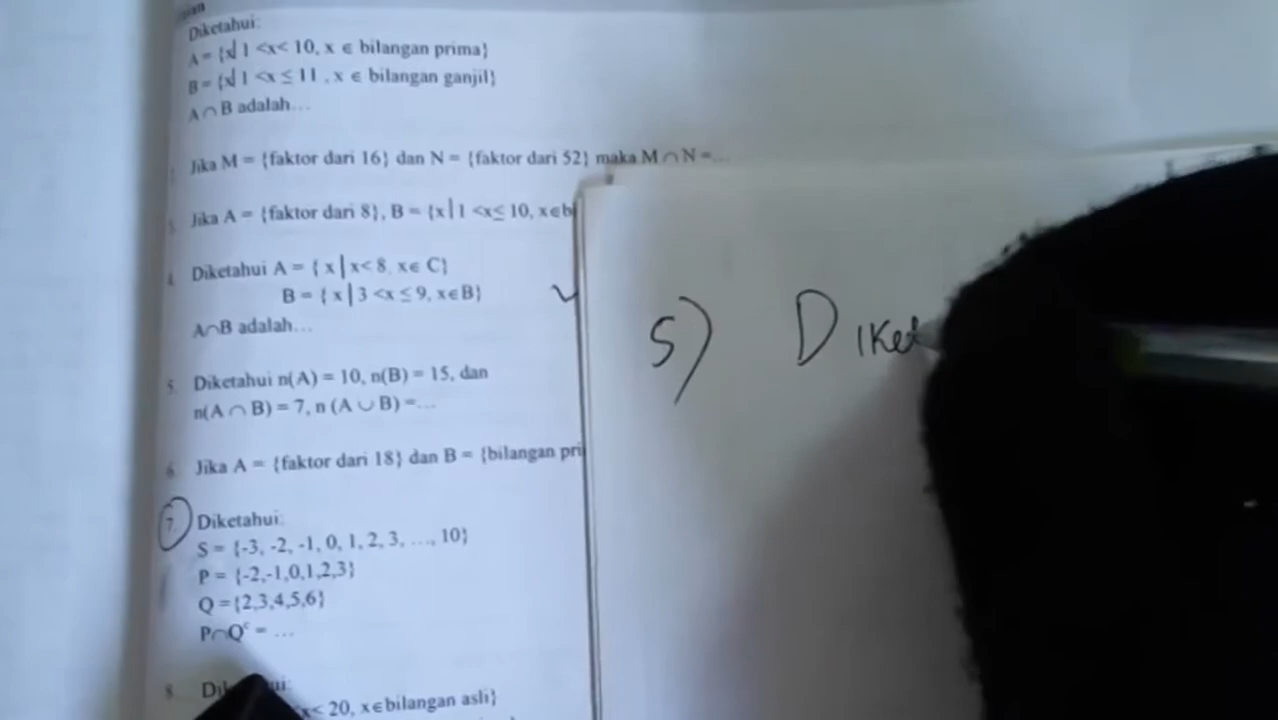 Diketahui:
A = {x| 1 <x< 10, x ∈ bilangan prima}
B = {x| 1 <x ≤ 11 , x ∈ bilangan ganjil}
A∩B adalah...
Jika M = {faktor dari 16} dan N = {faktor dari 52} maka M ∩ N =...
3. Jika A = {faktor dari 8}, B = {x| 1 <x≤ 10, x∈b
4. Diketahui A = { x | x< 8, x∈ C}
B = { x | 3 <x ≤ 9, x∈B}
A∩B adalah...
5. Diketahui n(A) = 10, n(B) = 15, dan
n(A ∩ B) = 7, n (A ∪ B) =...
6. Jika A = {faktor dari 18} dan B = {bilangan pri
7. Diketahui:
S = {-3, -2, -1, 0, 1, 2, 3, ..., 10}
P = {-2,-1,0,1,2,3}
Q = {2,3,4,5,6}
P∩Qᶜ = ...
8.
x< 20, x∈bilangan asli}
5) Diket